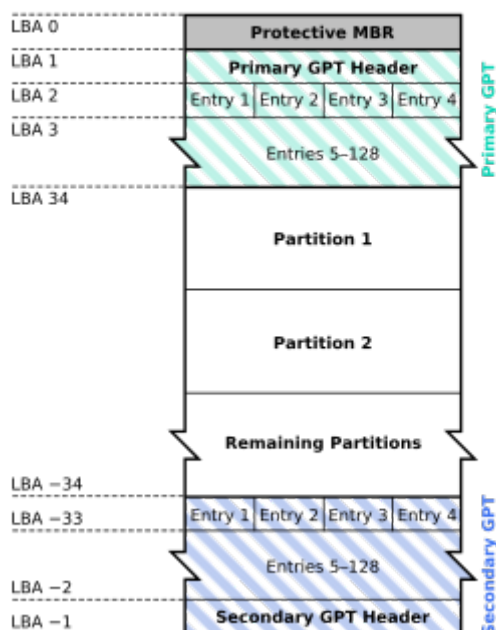 LBA 0
Protective MBR
LBA 1
Primary GPT Header
LBA 2
Entry 1 Entry 2 Entry 3 Entry 4
LBA 3
Entries 5–128
Primary GPT
LBA 34
Partition 1
Partition 2
Remaining Partitions
LBA −34
LBA −33
Entry 1 Entry 2 Entry 3 Entry 4
Entries 5–128
LBA −2
Secondary GPT Header
LBA −1
Secondary GPT